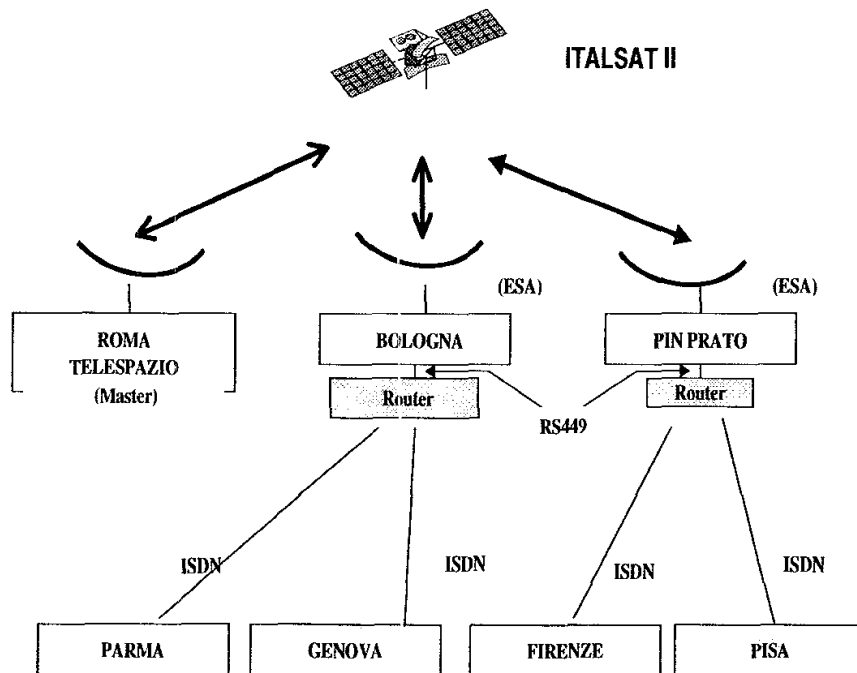 ITALSAT II
(ESA)
(ESA)
ROMA
TELESPAZIO
(Master)
BOLOGNA
PIN PRATO
Router
Router
RS449
ISDN
ISDN
ISDN
ISDN
PARMA
GENOVA
FIRENZE
PISA